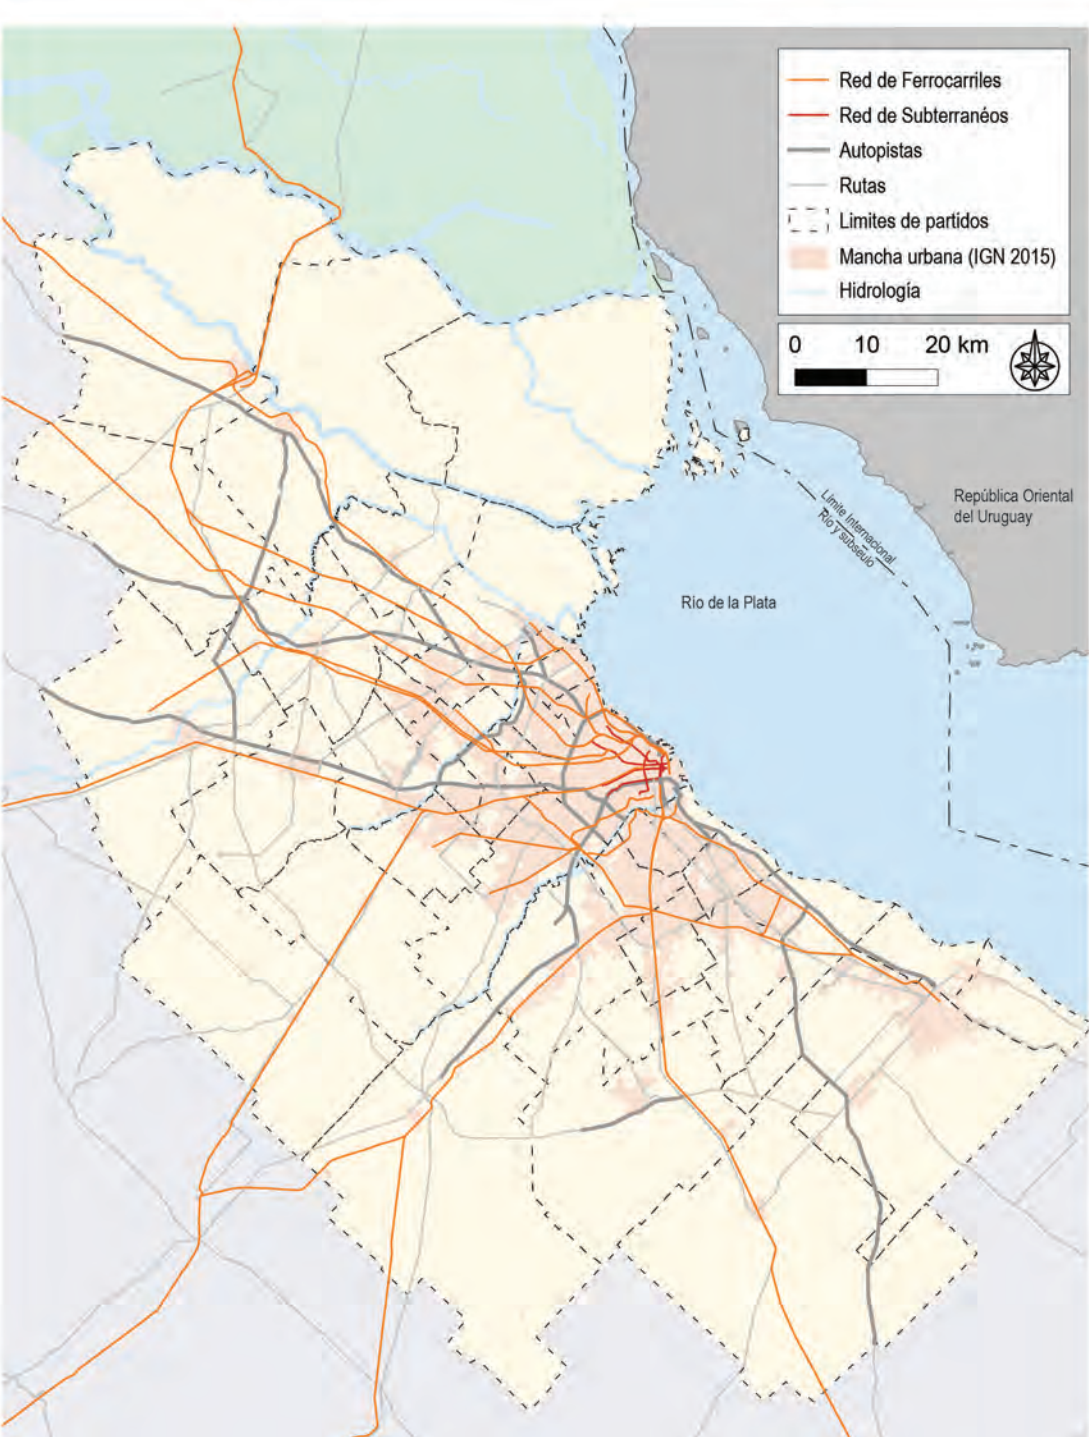 Red de Ferrocarriles
Red de Subterranéos
Autopistas
Rutas
Limites de partidos
Mancha urbana (IGN 2015)
Hidrología
0 10 20 km
República Oriental
del Uruguay
Límite Internacional
Río y subsuelo
Río de la Plata